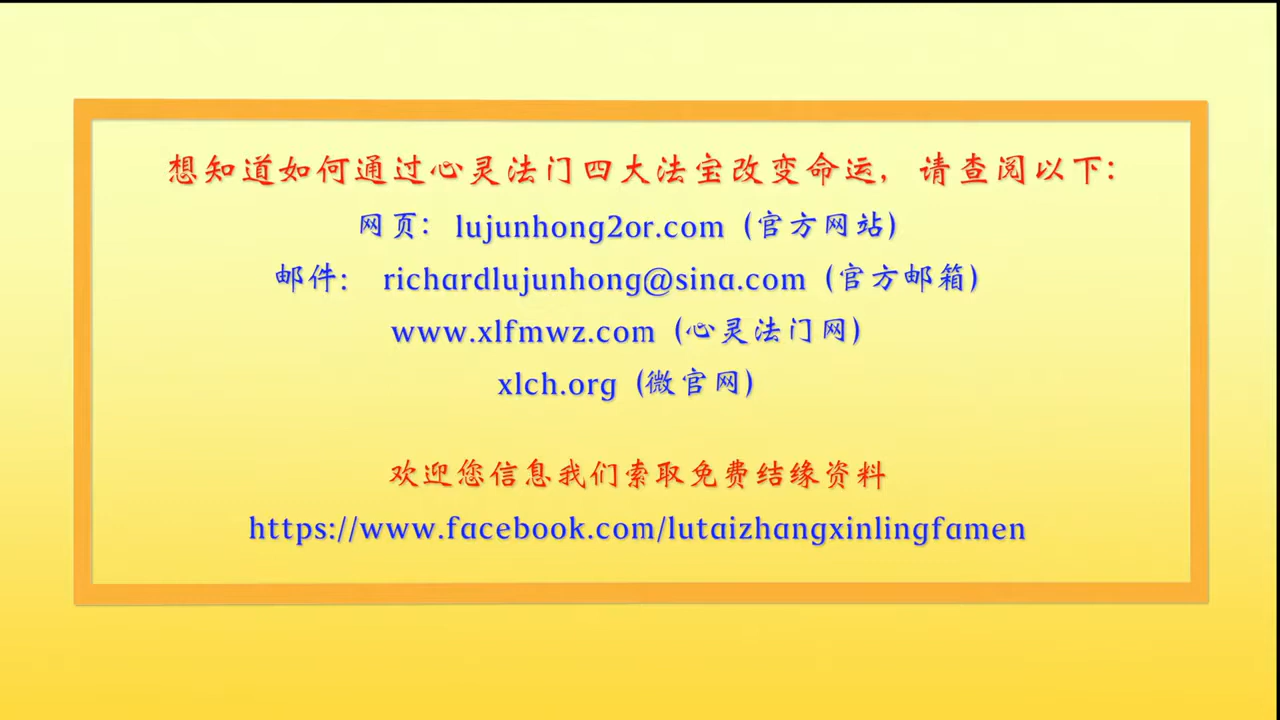 想知道如何通过心灵法门四大法宝改变命运，请查阅以下：
网页：lujunhong2or.com（官方网站）
邮件： richardlujunhong@sina.com（官方邮箱）
www.xlfmwz.com（心灵法门网）
xlch.org（微官网）
欢迎您信息我们索取免费结缘资料
https://www.facebook.com/lutaizhangxinlingfamen